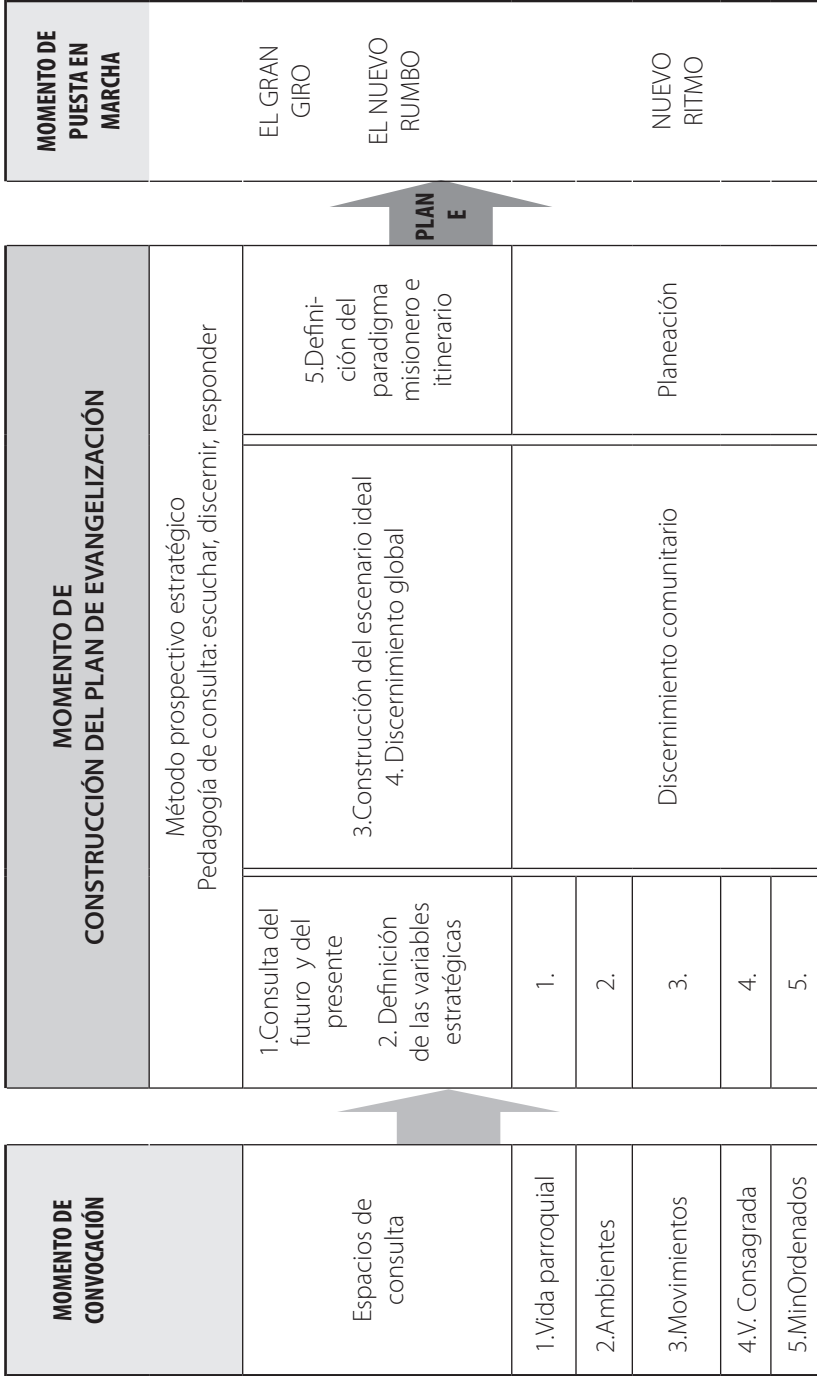 MOMENTO DE
CONVOCACIÓN
Espacios de
consulta
1.Vida parroquial
2.Ambientes
3.Movimientos
4.V. Consagrada
5.MinOrdenados
MOMENTO DE
CONSTRUCCIÓN DEL PLAN DE EVANGELIZACIÓN
Método prospectivo estratégico
Pedagogía de consulta: escuchar, discernir, responder
1.Consulta del
futuro y del
presente
2. Definición
de las variables
estratégicas
3.Construcción del escenario ideal
4. Discernimiento global
5.Defini-
ción del
paradigma
misionero e
itinerario
1.
2.
3.
4.
5.
Discernimiento comunitario
Planeación
PLAN
E
MOMENTO DE
PUESTA EN
MARCHA
EL GRAN
GIRO
EL NUEVO
RUMBO
NUEVO
RITMO